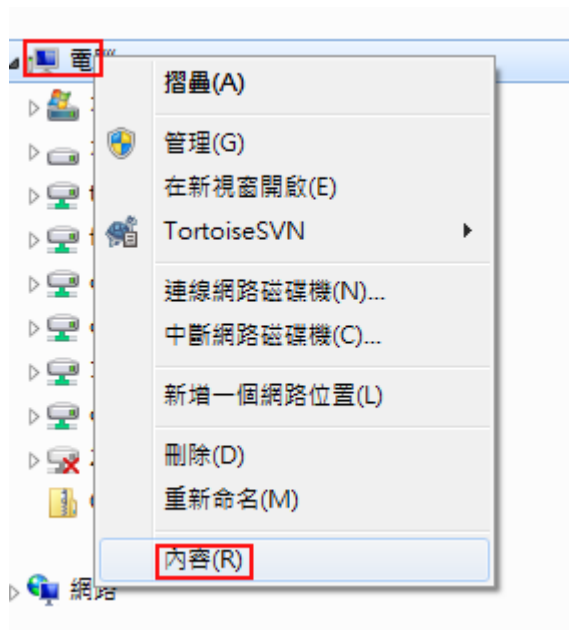 電腦
摺疊(A)
管理(G)
在新視窗開啟(E)
TortoiseSVN
連線網路磁碟機(N)...
中斷網路磁碟機(C)...
新增一個網路位置(L)
刪除(D)
重新命名(M)
內容(R)
網路